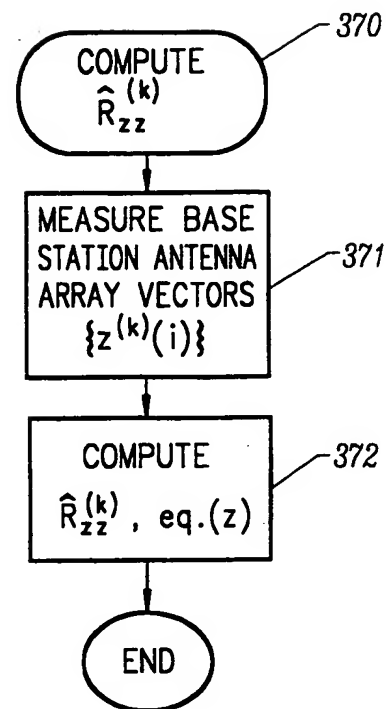 370
COMPUTE
R̂zz(k)
MEASURE BASE
STATION ANTENNA
ARRAY VECTORS
{z(k)(i)}
371
COMPUTE
R̂zz(k), eq.(z)
372
END